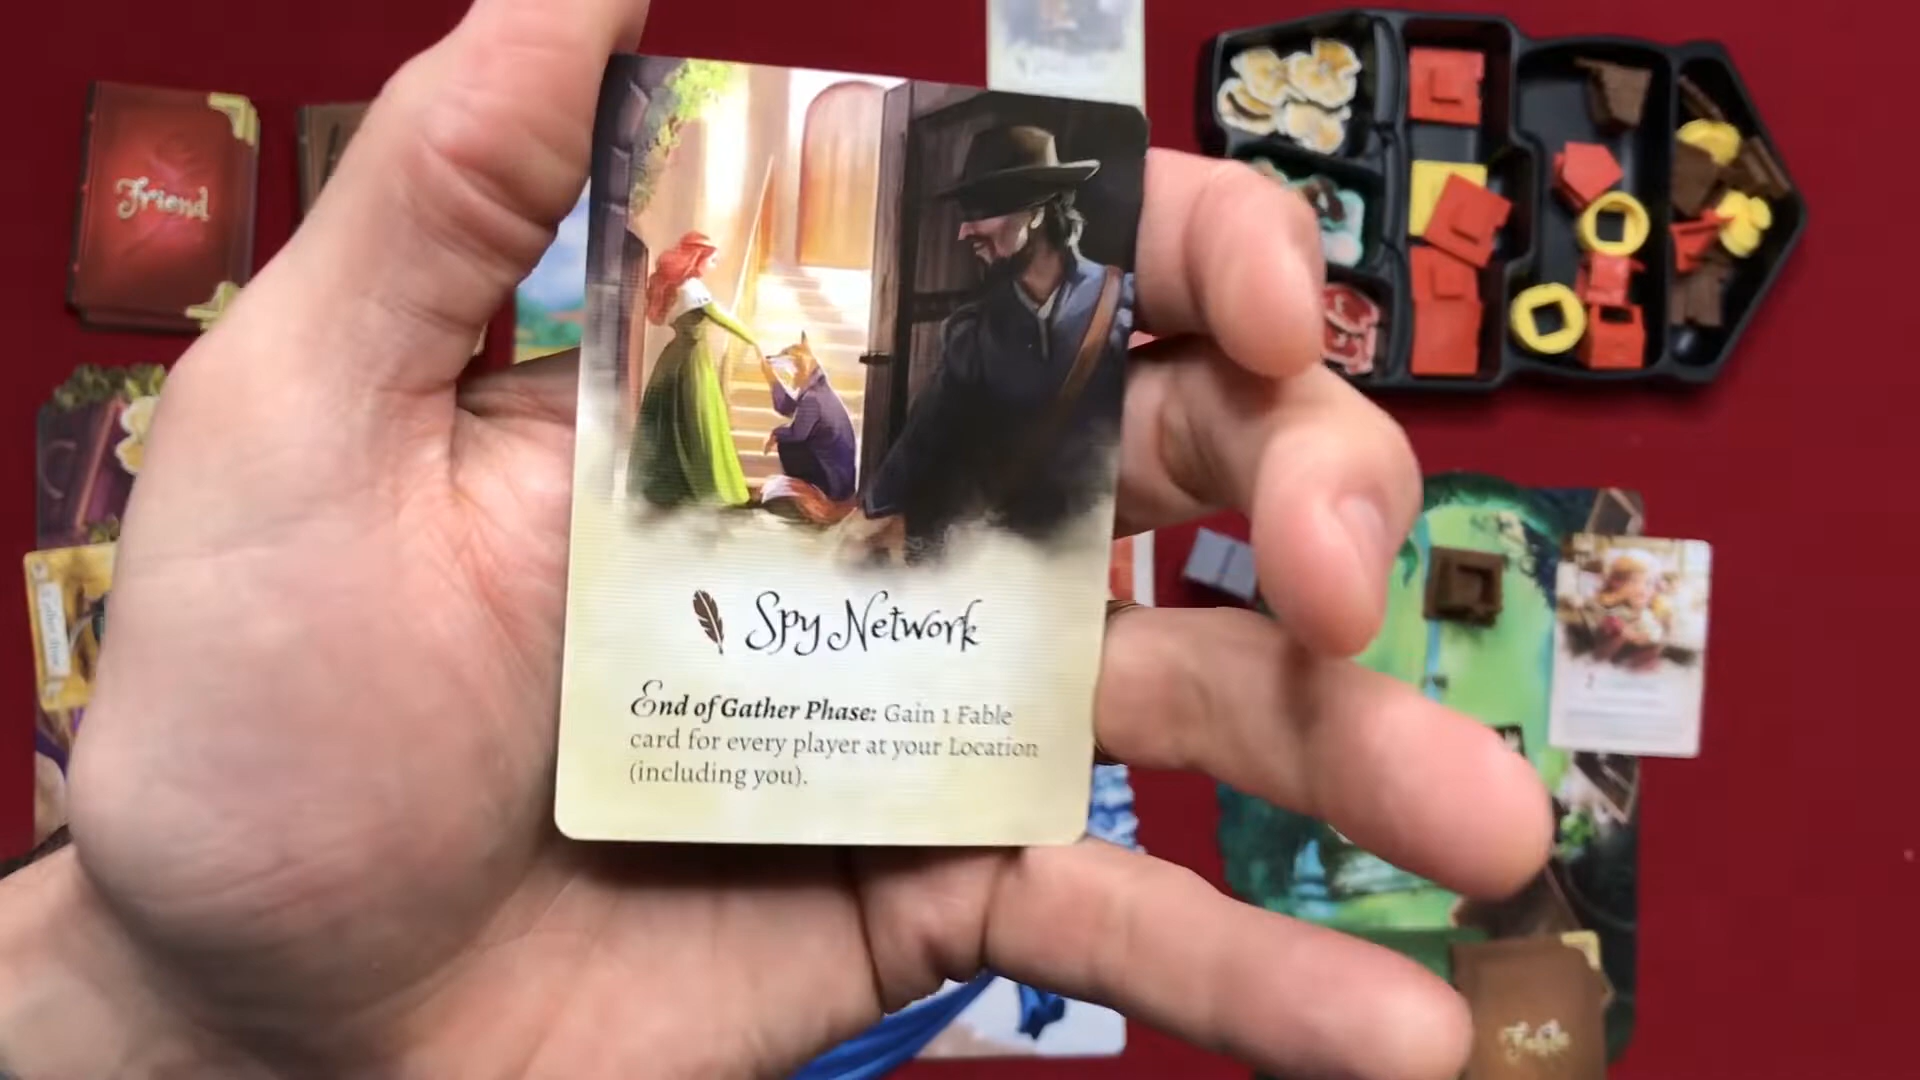 Friend
Spy Network
End of Gather Phase: Gain 1 Fable
card for every player at your Location
(including you).
Fable